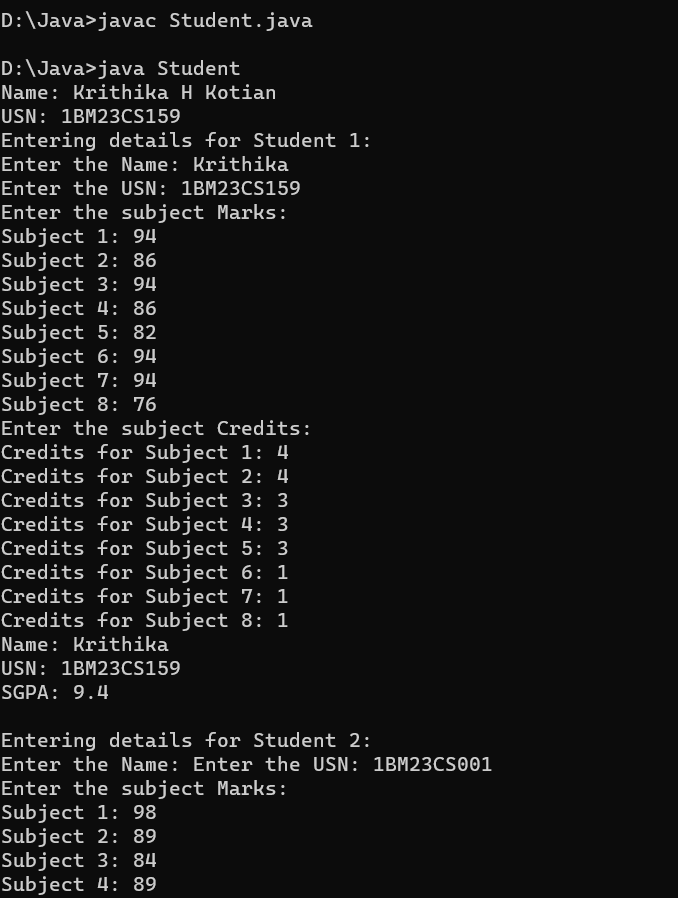 D:\Java>javac Student.java
D:\Java>java Student
Name: Krithika H Kotian
USN: 1BM23CS159
Entering details for Student 1:
Enter the Name: Krithika
Enter the USN: 1BM23CS159
Enter the subject Marks:
Subject 1: 94
Subject 2: 86
Subject 3: 94
Subject 4: 86
Subject 5: 82
Subject 6: 94
Subject 7: 94
Subject 8: 76
Enter the subject Credits:
Credits for Subject 1: 4
Credits for Subject 2: 4
Credits for Subject 3: 3
Credits for Subject 4: 3
Credits for Subject 5: 3
Credits for Subject 6: 1
Credits for Subject 7: 1
Credits for Subject 8: 1
Name: Krithika
USN: 1BM23CS159
SGPA: 9.4
Entering details for Student 2:
Enter the Name: Enter the USN: 1BM23CS001
Enter the subject Marks:
Subject 1: 98
Subject 2: 89
Subject 3: 84
Subject 4: 89